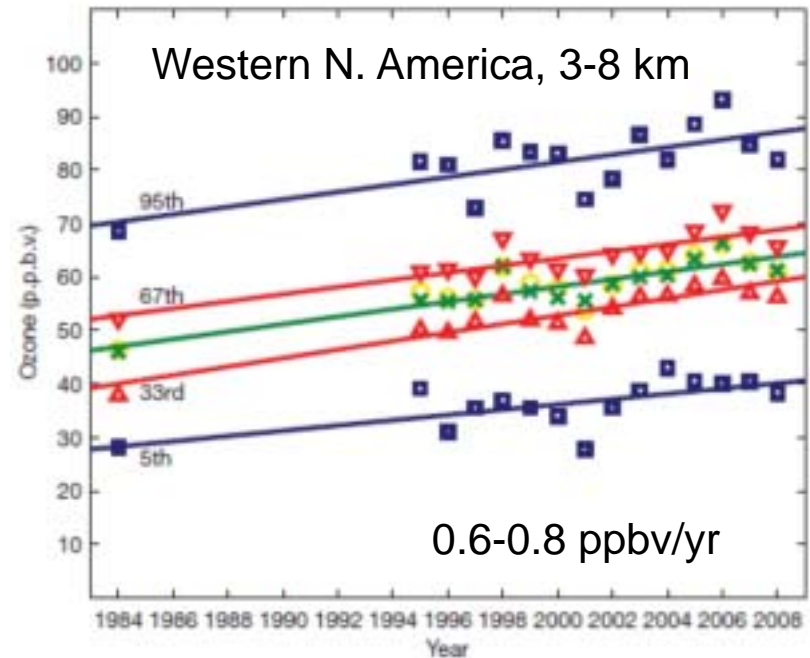 Western N. America, 3-8 km
100
90
80
70
60
50
40
30
20
10
Ozone (p.p.b.v.)
95th
67th
33rd
5th
0.6-0.8 ppbv/yr
1984 1986 1988 1990 1992 1994 1996 1998 2000 2002 2004 2006 2008
Year